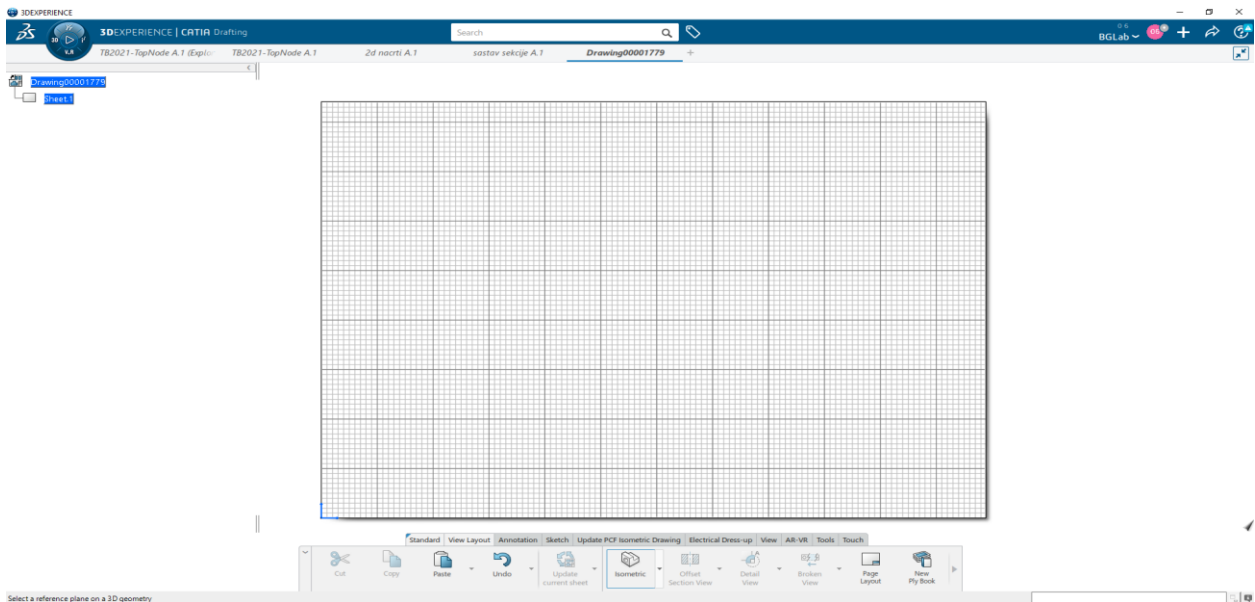 3DEXPERIENCE
3DEXPERIENCE | CATIA Drafting
Search
BGLab
TB2021-TopNode A.1 (Explo
TB2021-TopNode A.1
2d nacrti A.1
sastav sekcije A.1
Drawing00001779
+
Drawing00001779
Sheet.1
Standard View Layout Annotation Sketch Update PCF Isometric Drawing Electrical Dress-up View AR-VR Tools Touch
Cut
Copy
Paste
Undo
Update
current sheet
Isometric
Offset
Section View
Detail
View
Broken
View
Page
Layout
New
Ply Book
Select a reference plane on a 3D geometry